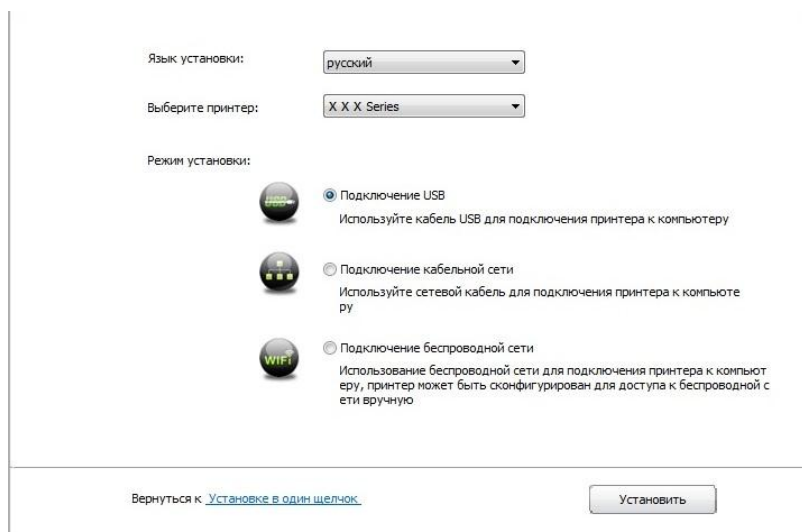 Язык установки:
русский
Выберите принтер:
X X X Series
Режим установки:
USB
Подключение USB
Используйте кабель USB для подключения принтера к компьютеру
Подключение кабельной сети
Используйте сетевой кабель для подключения принтера к компьюте
ру
WIFI
Подключение беспроводной сети
Использование беспроводной сети для подключения принтера к компьют
еру, принтер может быть сконфигурирован для доступа к беспроводной с
ети вручную
Вернуться к Установке в один щелчок
Установить